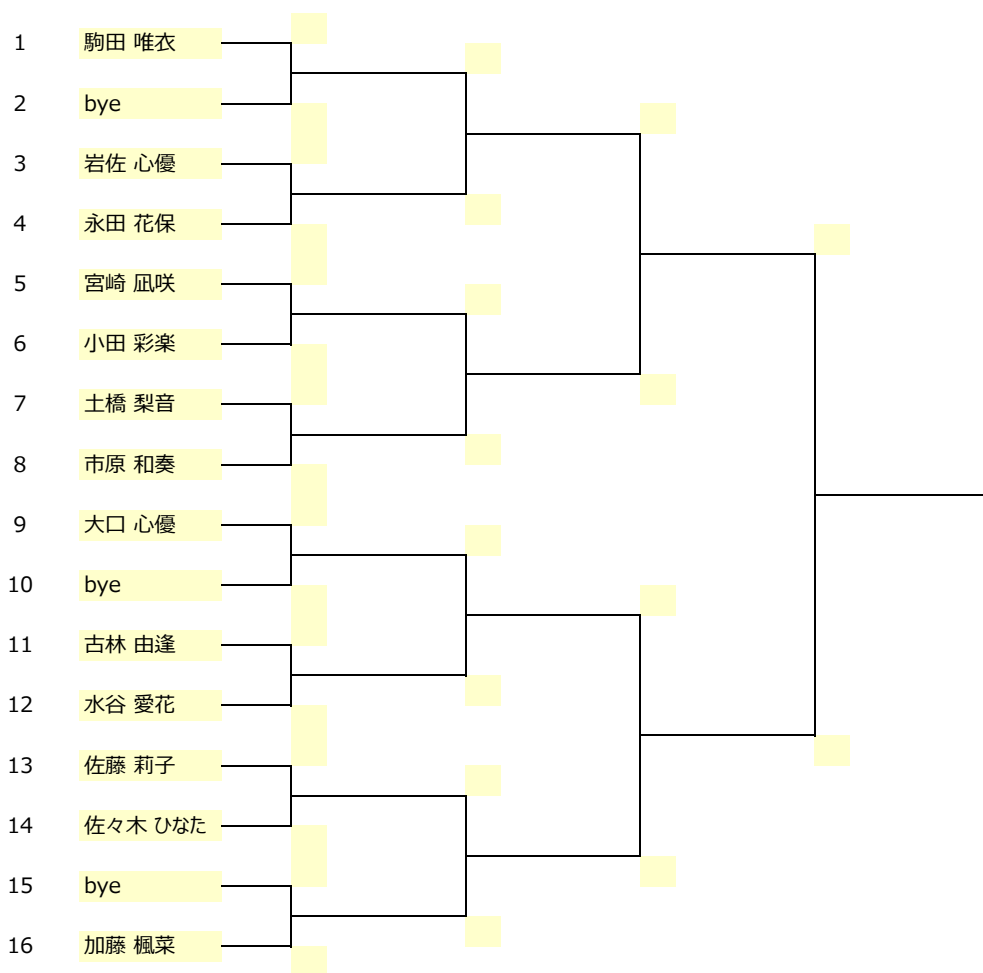 1 駒田 唯衣
2 bye
3 岩佐 心優
4 永田 花保
5 宮崎 凪咲
6 小田 彩楽
7 土橋 梨音
8 市原 和奏
9 大口 心優
10 bye
11 古林 由逢
12 水谷 愛花
13 佐藤 莉子
14 佐々木 ひなた
15 bye
16 加藤 楓菜